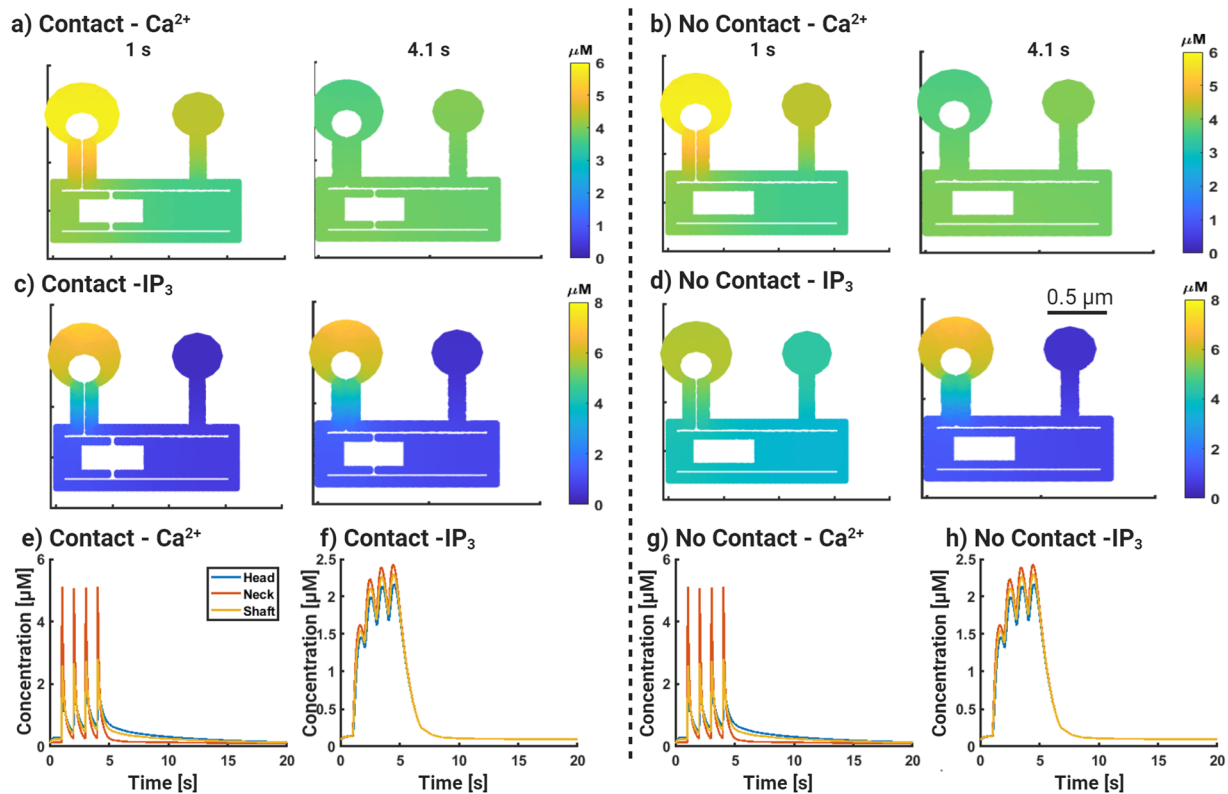 a) Contact - Ca²⁺
b) No Contact - Ca²⁺
1 s
4.1 s
1 s
4.1 s
μM
6
5
4
3
2
1
0
μM
6
5
4
3
2
1
0
c) Contact -IP₃
d) No Contact - IP₃
μM
8
6
4
2
0
0.5 μm
μM
8
6
4
2
0
e) Contact - Ca²⁺
f) Contact -IP₃
g) No Contact - Ca²⁺
h) No Contact -IP₃
Concentration [μM]
6
4
2
0
Head
Neck
Shaft
0 5 10 15 20
Time [s]
Concentration [μM]
2.5
2
1.5
1
0.5
0
0 5 10 15 20
Time [s]
Concentration [μM]
6
4
2
0
0 5 10 15 20
Time [s]
Concentration [μM]
2.5
2
1.5
1
0.5
0
0 5 10 15 20
Time [s]